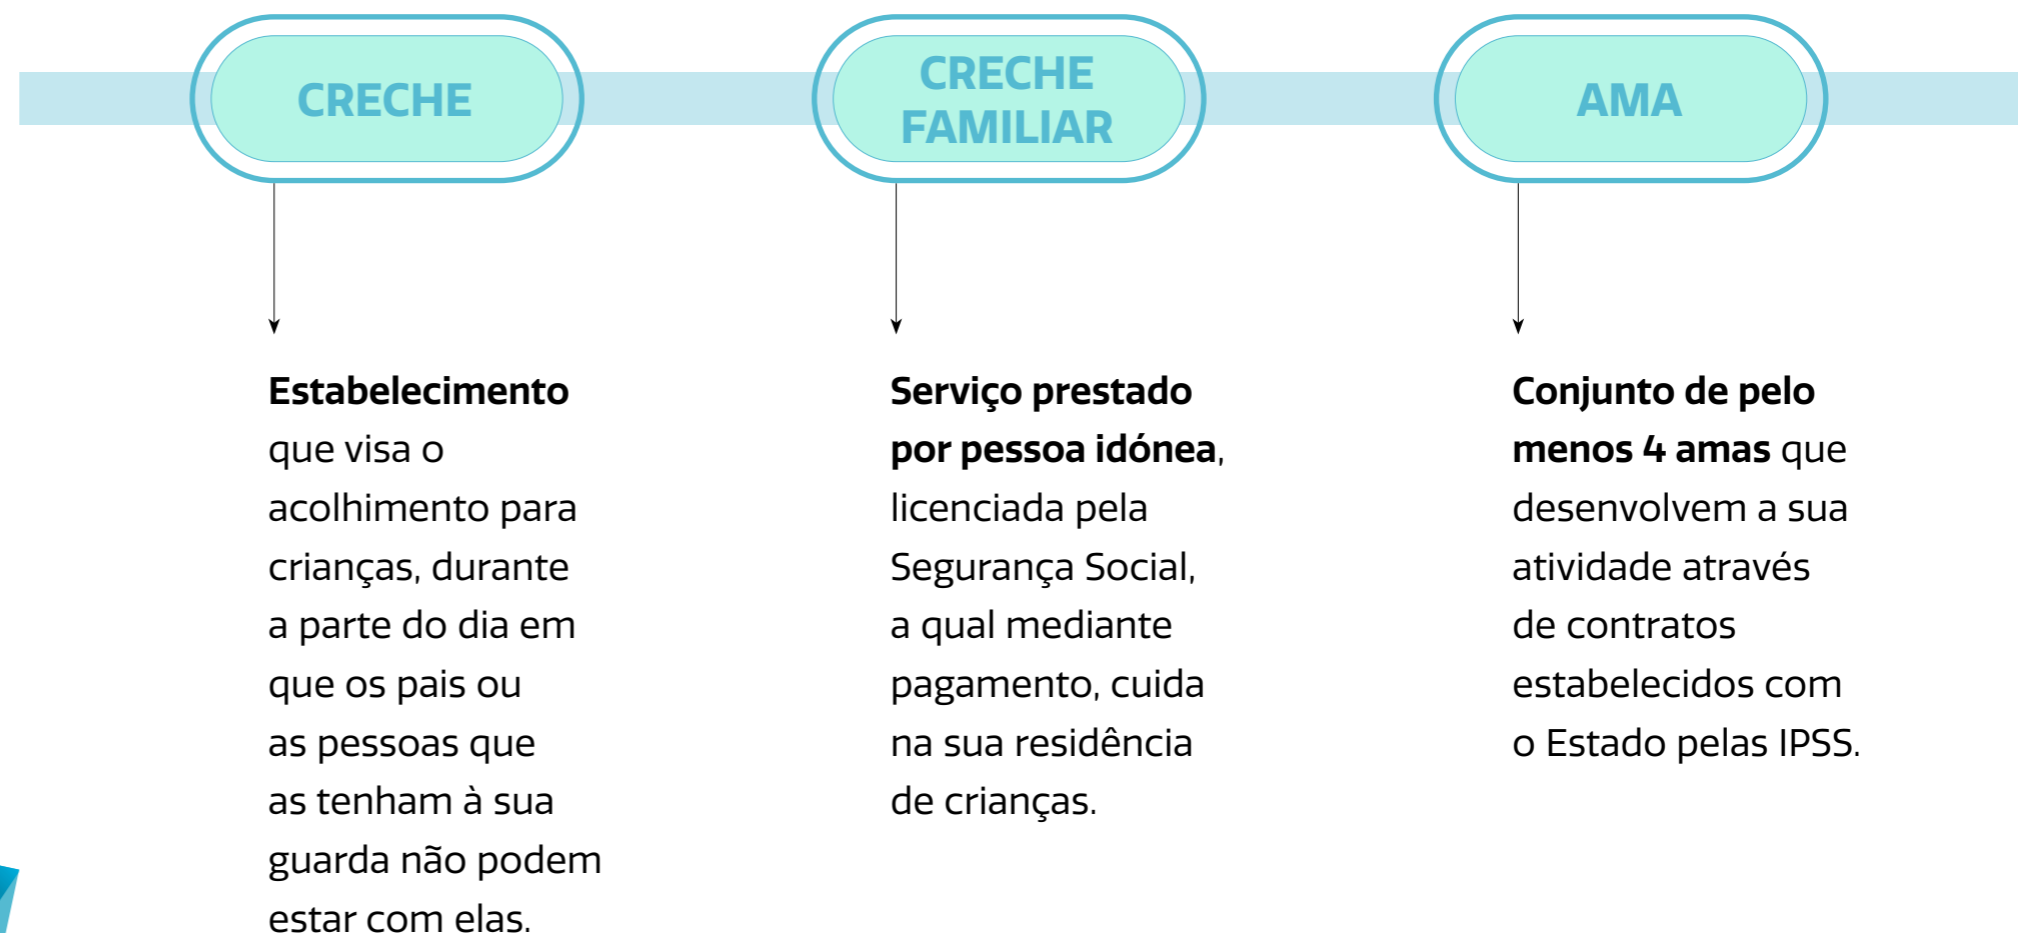 CRECHE
Estabelecimento
que visa o
acolhimento para
crianças, durante
a parte do dia em
que os pais ou
as pessoas que
as tenham à sua
guarda não podem
estar com elas.
CRECHE
FAMILIAR
Serviço prestado
por pessoa idónea,
licenciada pela
Segurança Social,
a qual mediante
pagamento, cuida
na sua residência
de crianças.
AMA
Conjunto de pelo
menos 4 amas que
desenvolvem a sua
atividade através
de contratos
estabelecidos com
o Estado pelas IPSS.